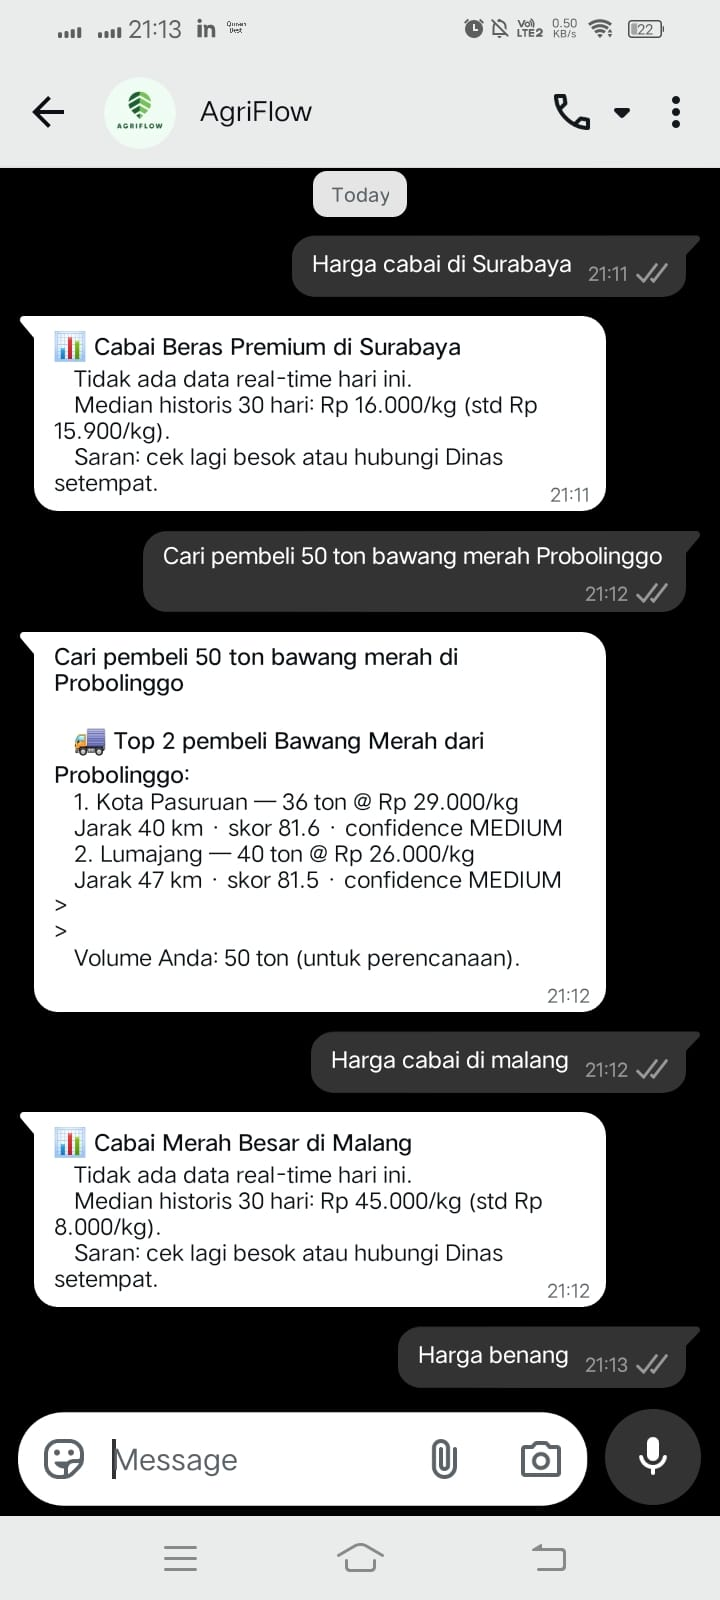 21:13 in Quran Best Vo)) LTE2 0.50 KB/s 22
AGRIFLOW
AgriFlow
Today
Harga cabai di Surabaya 21:11
Cabai Beras Premium di Surabaya
Tidak ada data real-time hari ini.
Median historis 30 hari: Rp 16.000/kg (std Rp
15.900/kg).
Saran: cek lagi besok atau hubungi Dinas
setempat.
21:11
Cari pembeli 50 ton bawang merah Probolinggo
21:12
Cari pembeli 50 ton bawang merah di
Probolinggo
Top 2 pembeli Bawang Merah dari
Probolinggo:
1. Kota Pasuruan — 36 ton @ Rp 29.000/kg
Jarak 40 km · skor 81.6 · confidence MEDIUM
2. Lumajang — 40 ton @ Rp 26.000/kg
Jarak 47 km · skor 81.5 · confidence MEDIUM
>
>
Volume Anda: 50 ton (untuk perencanaan).
21:12
Harga cabai di malang 21:12
Cabai Merah Besar di Malang
Tidak ada data real-time hari ini.
Median historis 30 hari: Rp 45.000/kg (std Rp
8.000/kg).
Saran: cek lagi besok atau hubungi Dinas
setempat.
21:12
Harga benang 21:13
Message